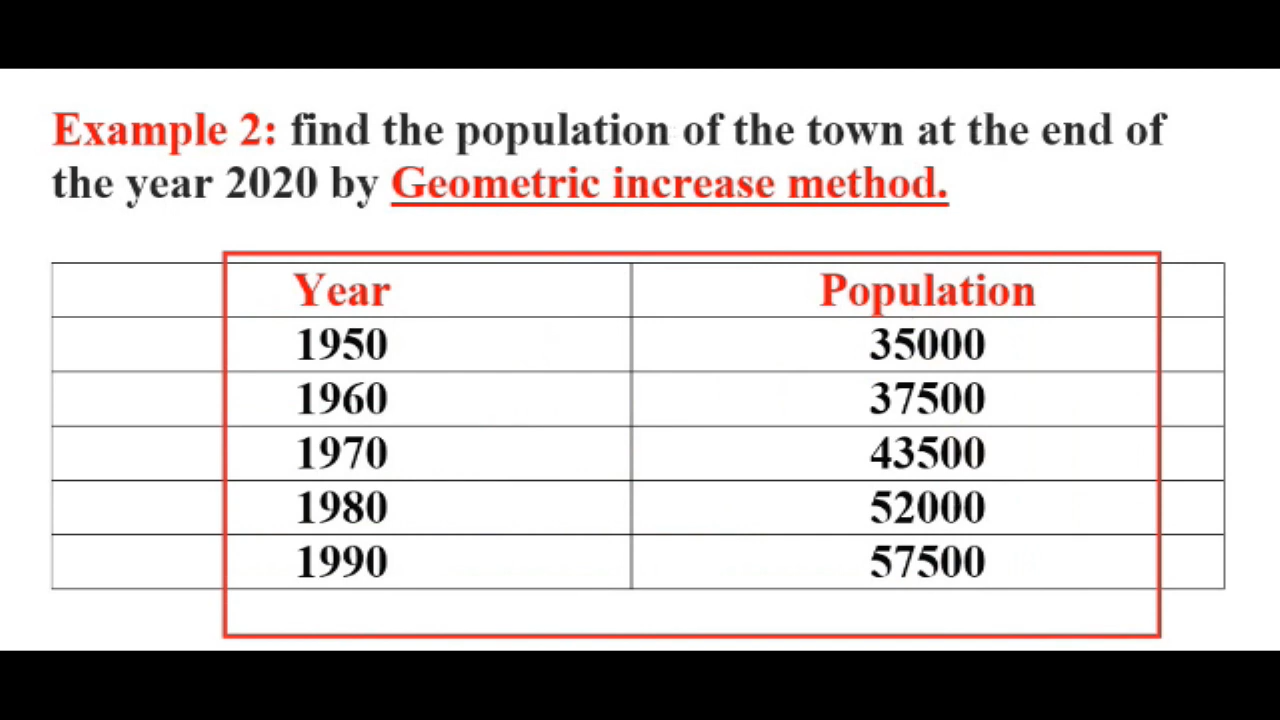 Example 2: find the population of the town at the end of
the year 2020 by Geometric increase method.
Year Population
1950 35000
1960 37500
1970 43500
1980 52000
1990 57500